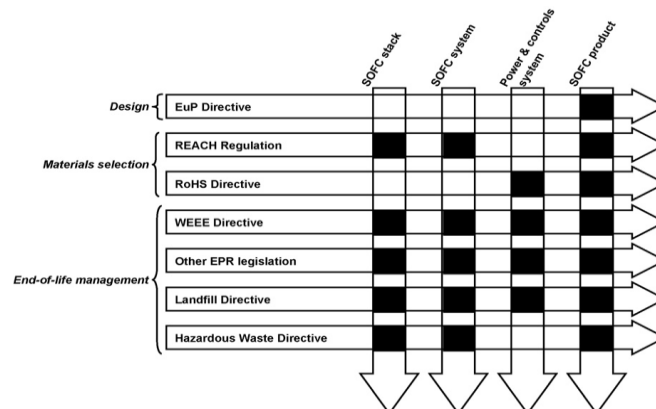 SOFC stack
SOFC system
Power & controls
system
SOFC product
Design
EuP Directive
Materials selection
REACH Regulation
RoHS Directive
End-of-life management
WEEE Directive
Other EPR legislation
Landfill Directive
Hazardous Waste Directive